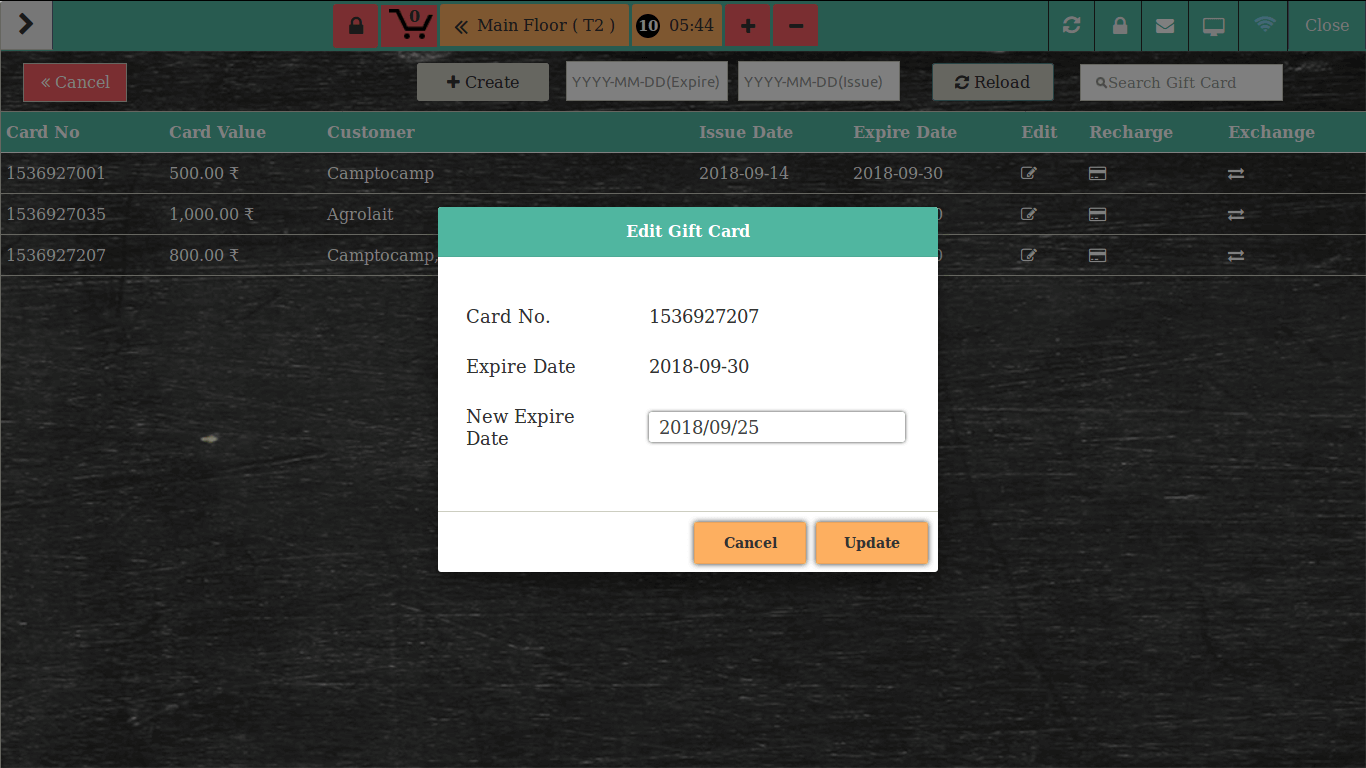 0
« Main Floor ( T2 )
10 05:44
Close
« Cancel
Create
YYYY-MM-DD(Expire)
YYYY-MM-DD(Issue)
Reload
Search Gift Card
Card No Card Value Customer Issue Date Expire Date Edit Recharge Exchange
1536927001 500.00 ₹ Camptocamp 2018-09-14 2018-09-30
1536927035 1,000.00 ₹ Agrolait 0
1536927207 800.00 ₹ Camptocamp, 0
Edit Gift Card
Card No. 1536927207
Expire Date 2018-09-30
New Expire
Date
2018/09/25
Cancel
Update